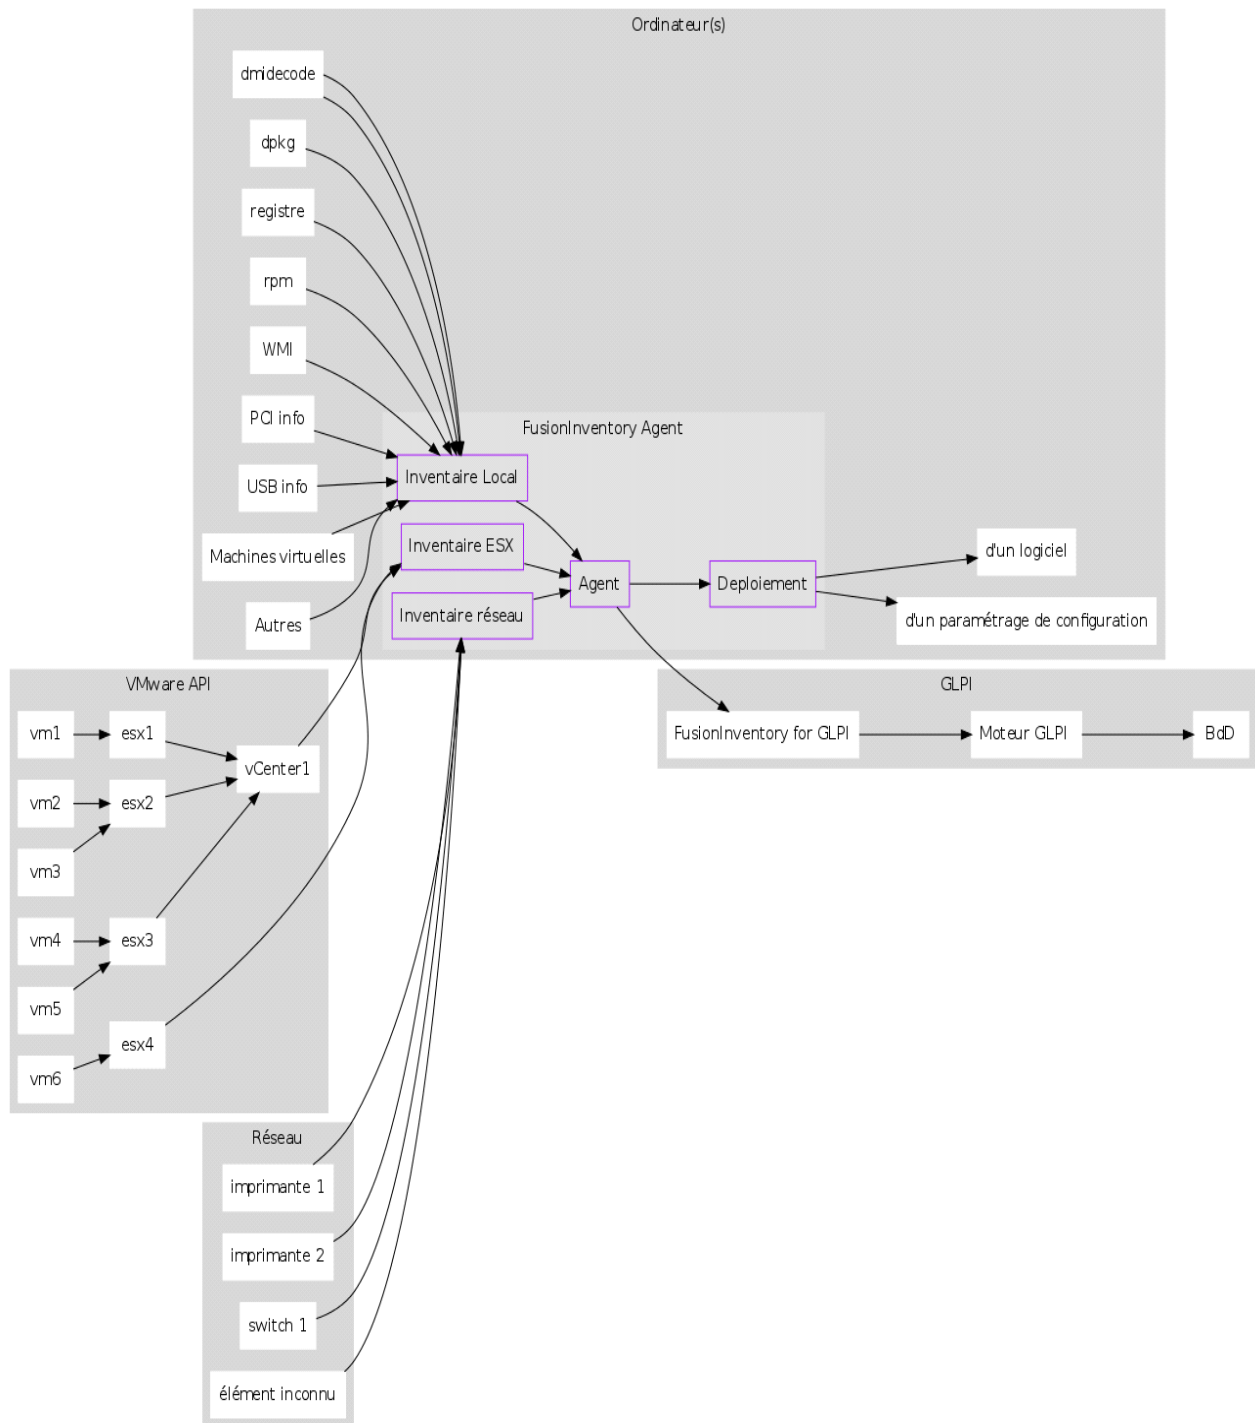 Ordinateur(s)
dmidecode
dpkg
registre
rpm
WMI
PCI info
USB info
Machines virtuelles
Autres
FusionInventory Agent
Inventaire Local
Inventaire ESX
Inventaire réseau
Agent
Deploiement
d'un logiciel
d'un paramétrage de configuration
VMware API
vm1
esx1
vCenter1
vm2
esx2
vm3
vm4
esx3
vm5
esx4
vm6
GLPI
FusionInventory for GLPI
Moteur GLPI
BdD
Réseau
imprimante 1
imprimante 2
switch 1
élément inconnu